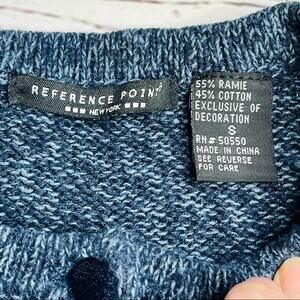 REFERENCE POINT
NEW YORK
55% RAMIE
45% COTTON
EXCLUSIVE OF
DECORATION
S
RN# 50550
MADE IN CHINA
SEE REVERSE
FOR CARE